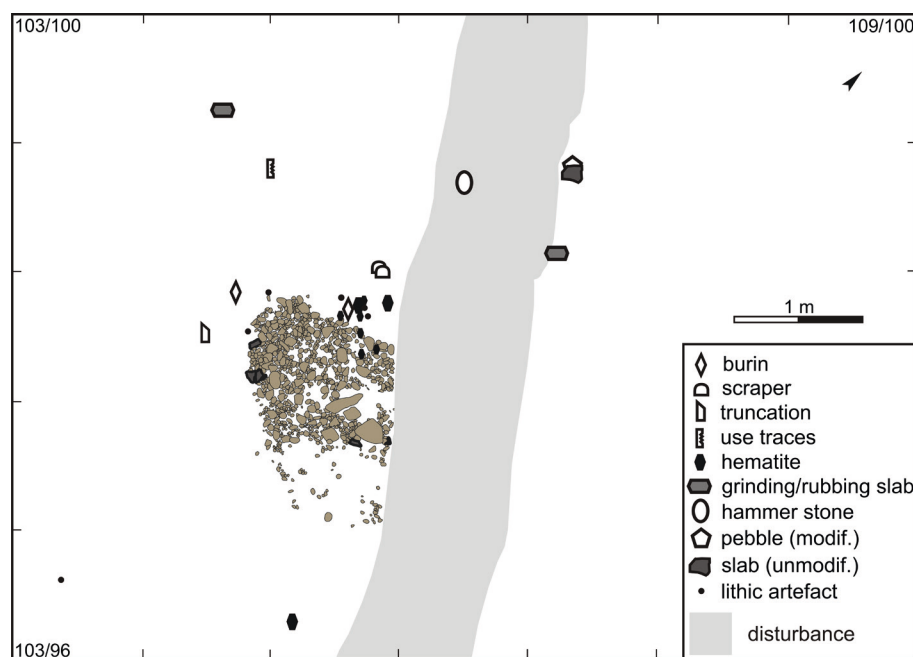 103/100
109/100
1 m
burin
scraper
truncation
use traces
hematite
grinding/rubbing slab
hammer stone
pebble (modif.)
slab (unmodif.)
lithic artefact
disturbance
103/96